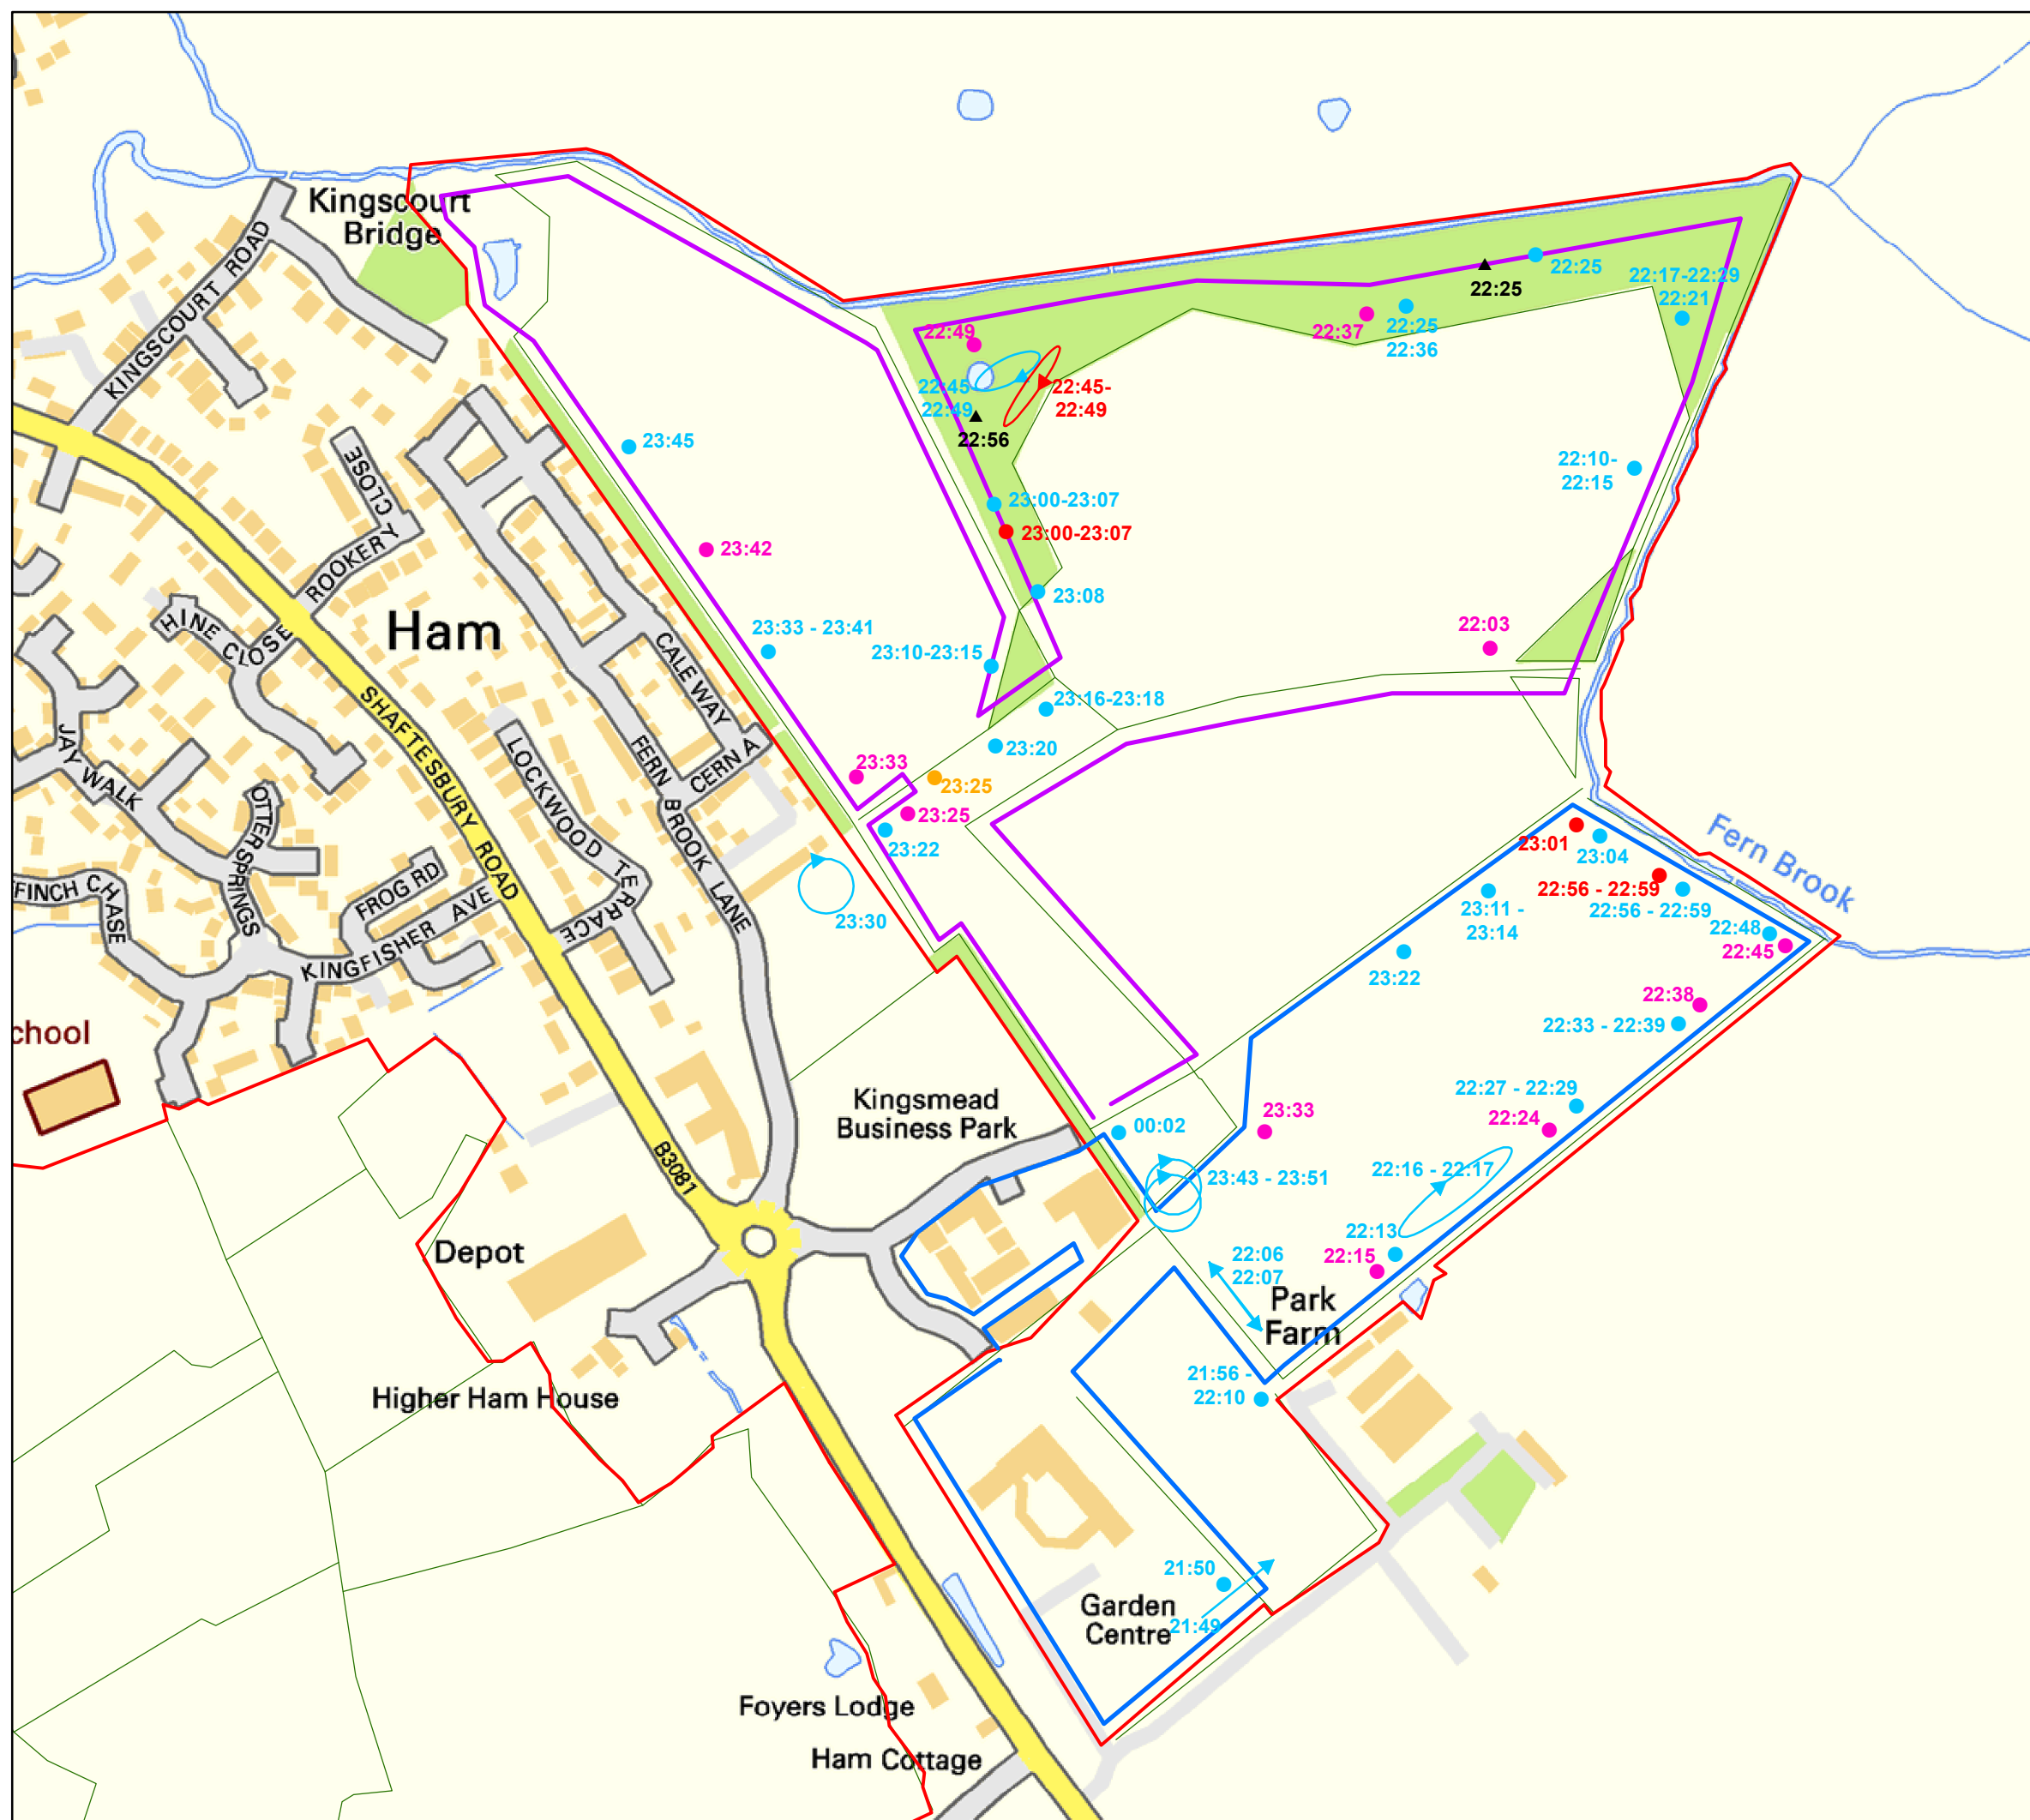 Kingscourt
Bridge
KINGSCOURT ROAD
22:25
22:17-22:29
22:21
22:25
22:49
22:37
22:25
22:36
22:45
22:49
22:45-
22:49
22:56
23:45
22:10-
22:15
ROOKERY
CLOSE
23:00-23:07
23:00-23:07
23:42
23:08
HINE CLOSE
Ham
23:33 - 23:41
22:03
23:10-23:15
CALE WAY
23:16-23:18
SHAFTESBURY ROAD
23:20
JAY WALK
LOCKWOOD TERRACE
FERN BROOK LANE
CERN A
23:33
23:25
23:25
23:22
OTTER SPRINGS
Fern Brook
23:01
23:04
FINCH CHASE
FROG RD
KINGFISHER AVE
22:56 - 22:59
22:56 - 22:59
23:30
23:11 -
23:14
22:48
22:45
23:22
22:38
22:33 - 22:39
chool
Kingsmead
Business Park
22:27 - 22:29
22:24
23:33
00:02
B3081
23:43 - 23:51
22:16 - 22:17
22:13
22:15
Depot
22:06
22:07
Park
Farm
21:56 -
22:10
Higher Ham House
21:50
21:49
Garden
Centre
Foyers Lodge
Ham Cottage